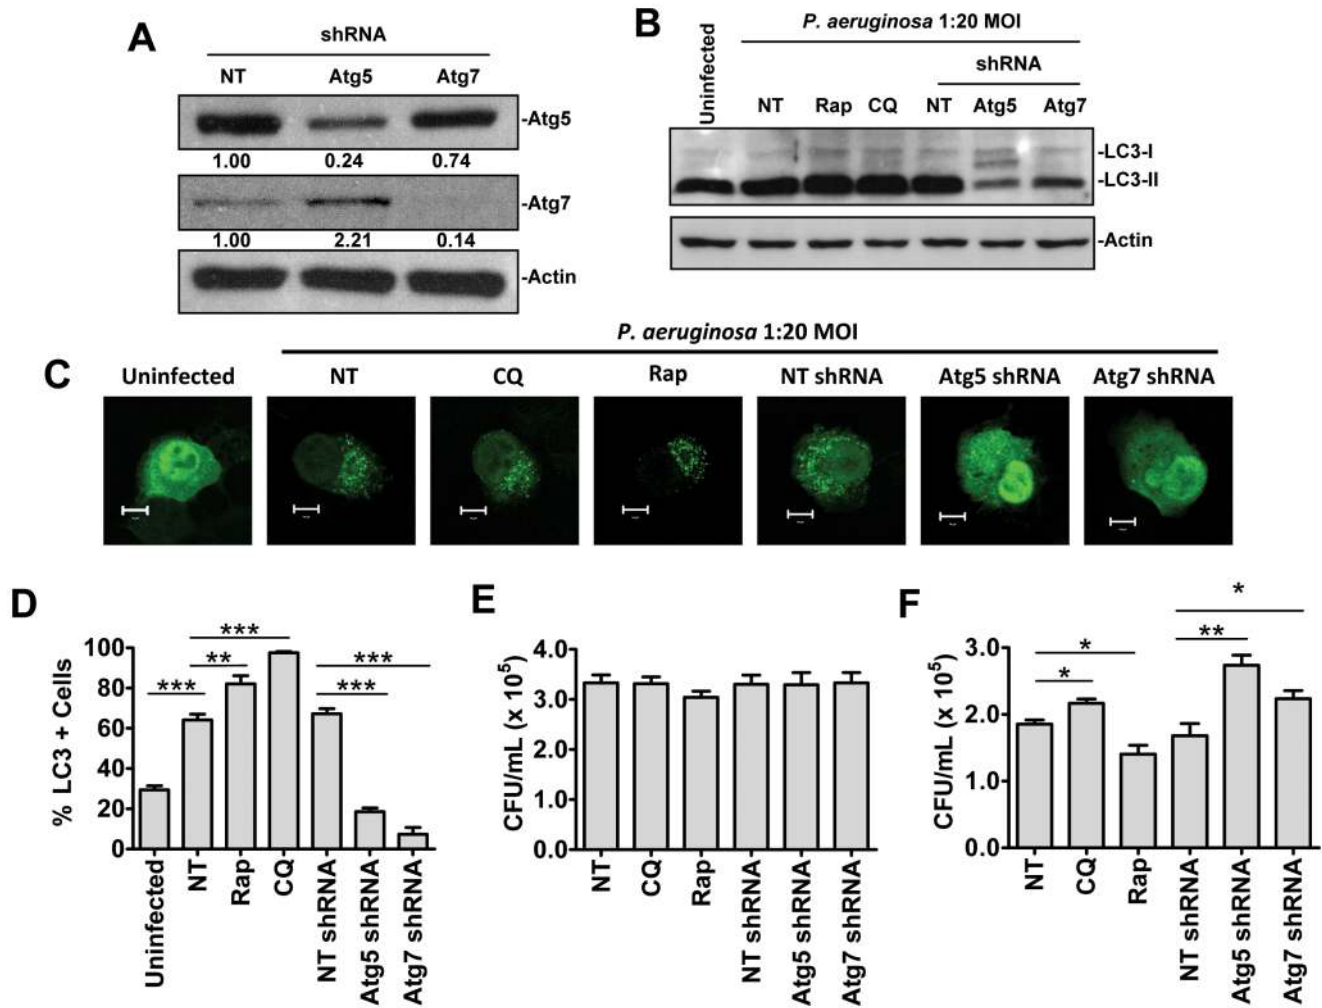 A
shRNA
NT Atg5 Atg7
-Atg5
1.00 0.24 0.74
-Atg7
1.00 2.21 0.14
-Actin
B
Uninfected
P. aeruginosa 1:20 MOI
shRNA
NT Rap CQ NT Atg5 Atg7
-LC3-I
-LC3-II
-Actin
P. aeruginosa 1:20 MOI
C
Uninfected NT CQ Rap NT shRNA Atg5 shRNA Atg7 shRNA
D
% LC3 + Cells
100
80
60
40
20
0
***
** ***
*** ***
Uninfected
NT
Rap
CQ
NT shRNA
Atg5 shRNA
Atg7 shRNA
E
CFU/mL (x 10⁵)
4.0
3.0
2.0
1.0
0.0
NT
CQ
Rap
NT shRNA
Atg5 shRNA
Atg7 shRNA
F
CFU/mL (x 10⁵)
3.0
2.0
1.0
0.0
*
* **
*
NT
CQ
Rap
NT shRNA
Atg5 shRNA
Atg7 shRNA